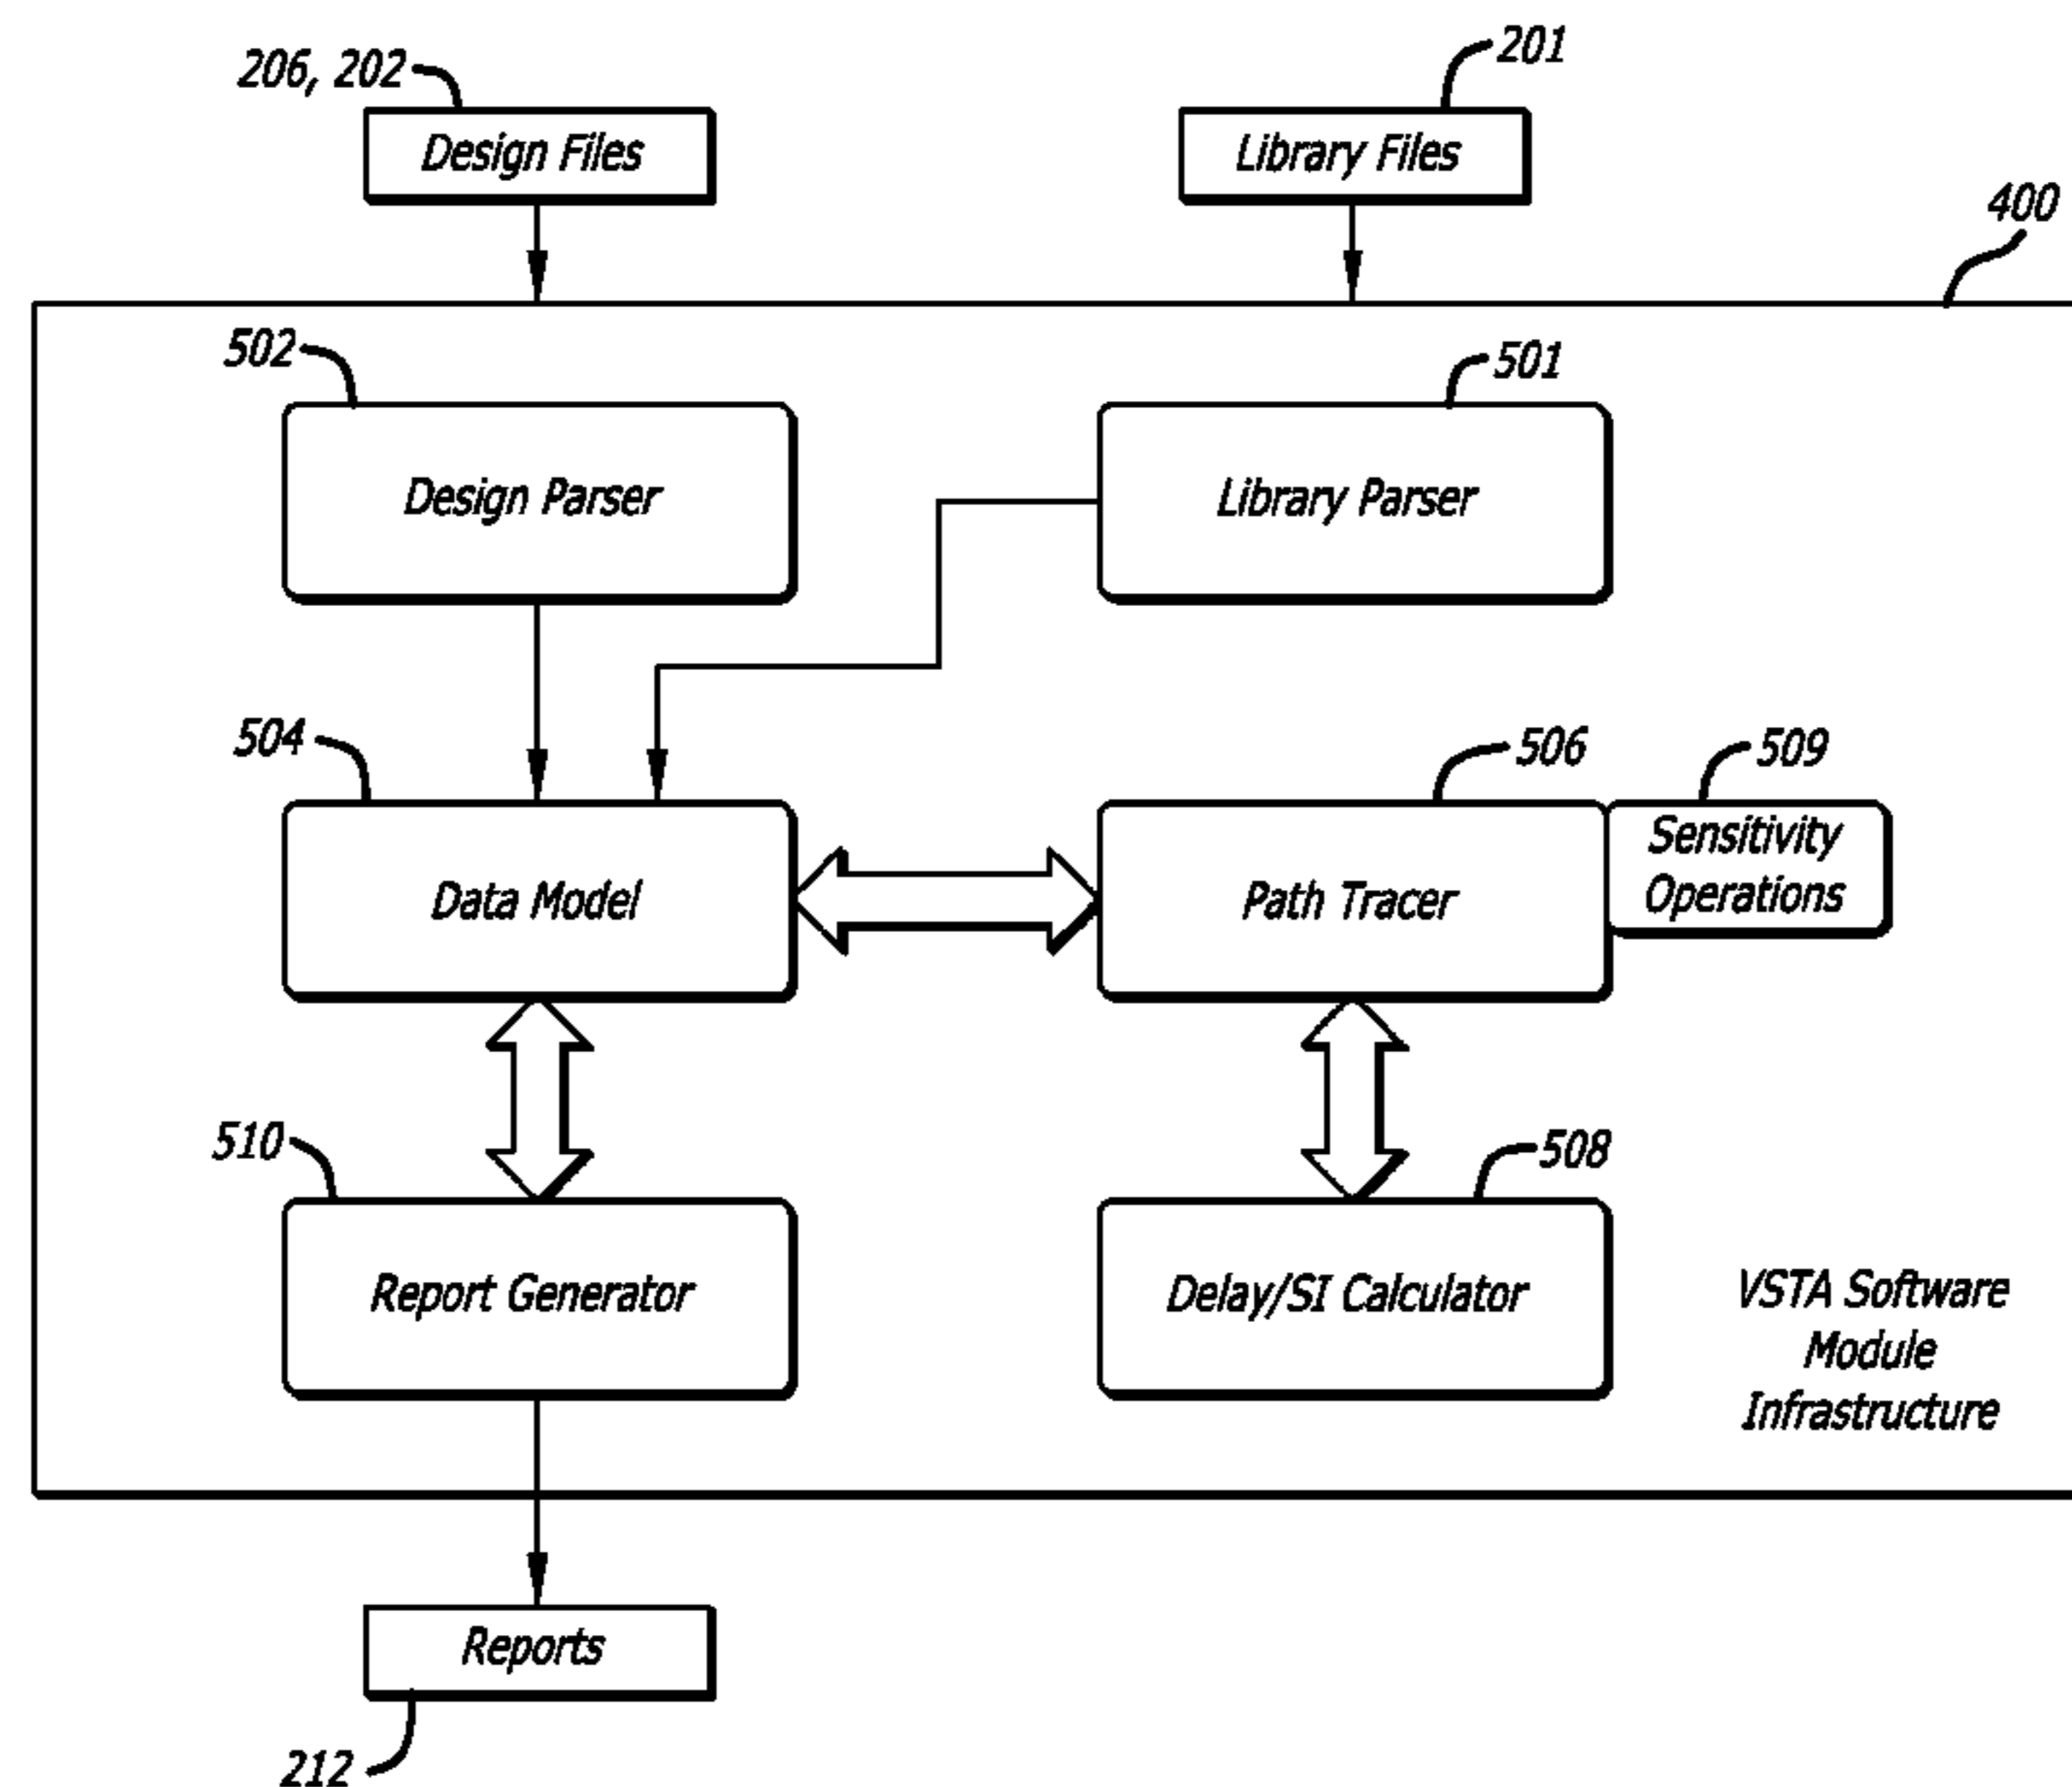 206, 202
201
Design Files
Library Files
400
502
501
Design Parser
Library Parser
504
506
509
Data Model
Path Tracer
Sensitivity
Operations
510
508
Report Generator
Delay/SI Calculator
VSTA Software
Module
Infrastructure
Reports
212